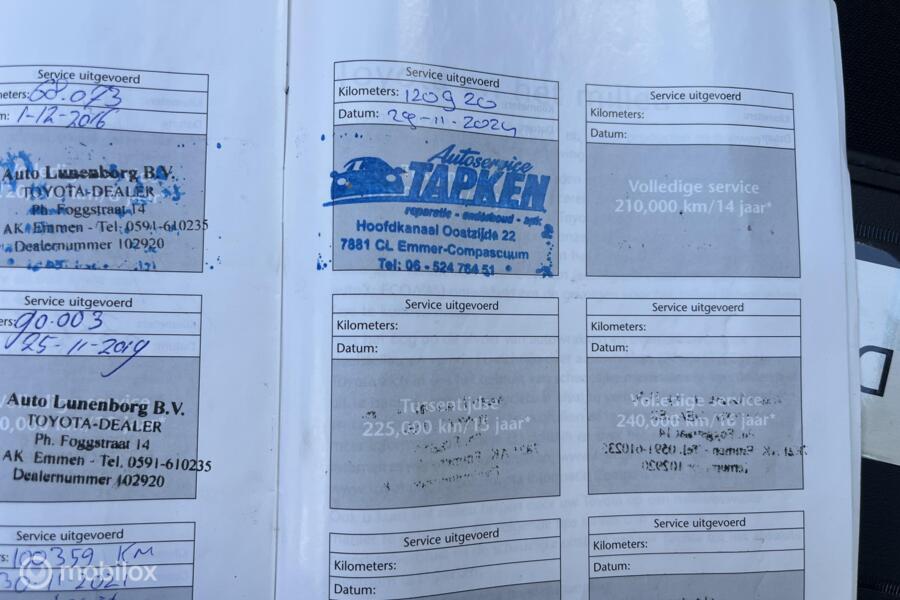 Service uitgevoerd
meters: 68.073
m: 1-12-2016
Auto Lunenborg B.V.
TOYOTA-DEALER
Ph. Foggstraat 14
AK Emmen - Tel. 0591-610235
Dealernummer 102920
Service uitgevoerd
ers: 90.003
25-11-2019
Auto Lunenborg B.V.
TOYOTA-DEALER
Ph. Foggstraat 14
AK Emmen - Tel. 0591-610235
Dealernummer 102920
Service uitgevoerd
rs: 100359 KM
30-11-2021
mobilox
Service uitgevoerd
Kilometers: 120920
Datum: 29-11-2024
Autoservice
TAPKEN
reparatie - onderhoud - apk
Hoofdkanaal Oostzijde 22
7881 CL Emmer-Compascuum
Tel: 06 - 524 764 51
Service uitgevoerd
Kilometers:
Datum:
Volledige service
210,000 km/14 jaar*
Service uitgevoerd
Kilometers:
Datum:
Tussentijdse
225,000 km/15 jaar*
Service uitgevoerd
Kilometers:
Datum:
Volledige service
240,000 km/16 jaar*
Service uitgevoerd
Kilometers:
Datum:
Service uitgevoerd
Kilometers:
Datum: